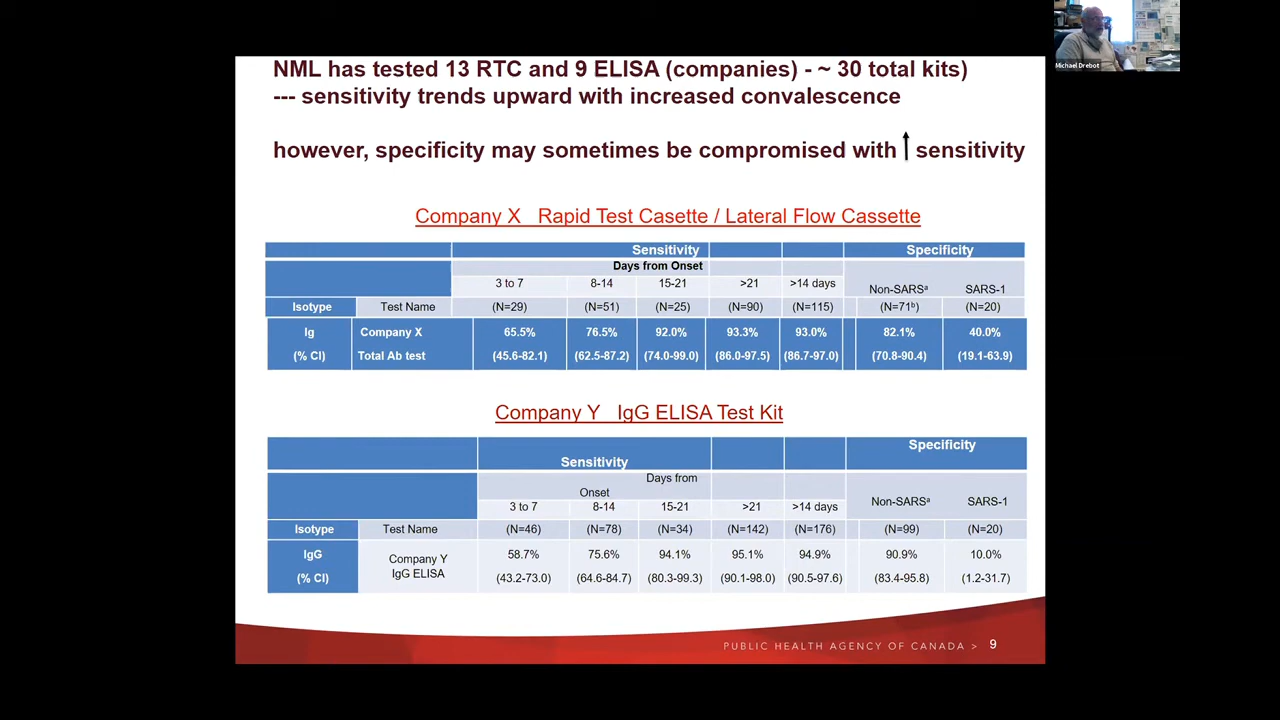 NML has tested 13 RTC and 9 ELISA (companies) - ~ 30 total kits)
--- sensitivity trends upward with increased convalescence
however, specificity may sometimes be compromised with ↑ sensitivity
Company X Rapid Test Casette / Lateral Flow Cassette
Sensitivity Specificity
Days from Onset
3 to 7 8-14 15-21 >21 >14 days Non-SARSᵃ SARS-1
Isotype Test Name (N=29) (N=51) (N=25) (N=90) (N=115) (N=71ᵇ) (N=20)
Ig Company X 65.5% 76.5% 92.0% 93.3% 93.0% 82.1% 40.0%
(% CI) Total Ab test (45.6-82.1) (62.5-87.2) (74.0-99.0) (86.0-97.5) (86.7-97.0) (70.8-90.4) (19.1-63.9)
Company Y IgG ELISA Test Kit
Specificity
Sensitivity
Days from
Onset
3 to 7 8-14 15-21 >21 >14 days Non-SARSᵃ SARS-1
Isotype Test Name (N=46) (N=78) (N=34) (N=142) (N=176) (N=99) (N=20)
IgG Company Y 58.7% 75.6% 94.1% 95.1% 94.9% 90.9% 10.0%
(% CI) IgG ELISA (43.2-73.0) (64.6-84.7) (80.3-99.3) (90.1-98.0) (90.5-97.6) (83.4-95.8) (1.2-31.7)
PUBLIC HEALTH AGENCY OF CANADA > 9
Michael Drebot